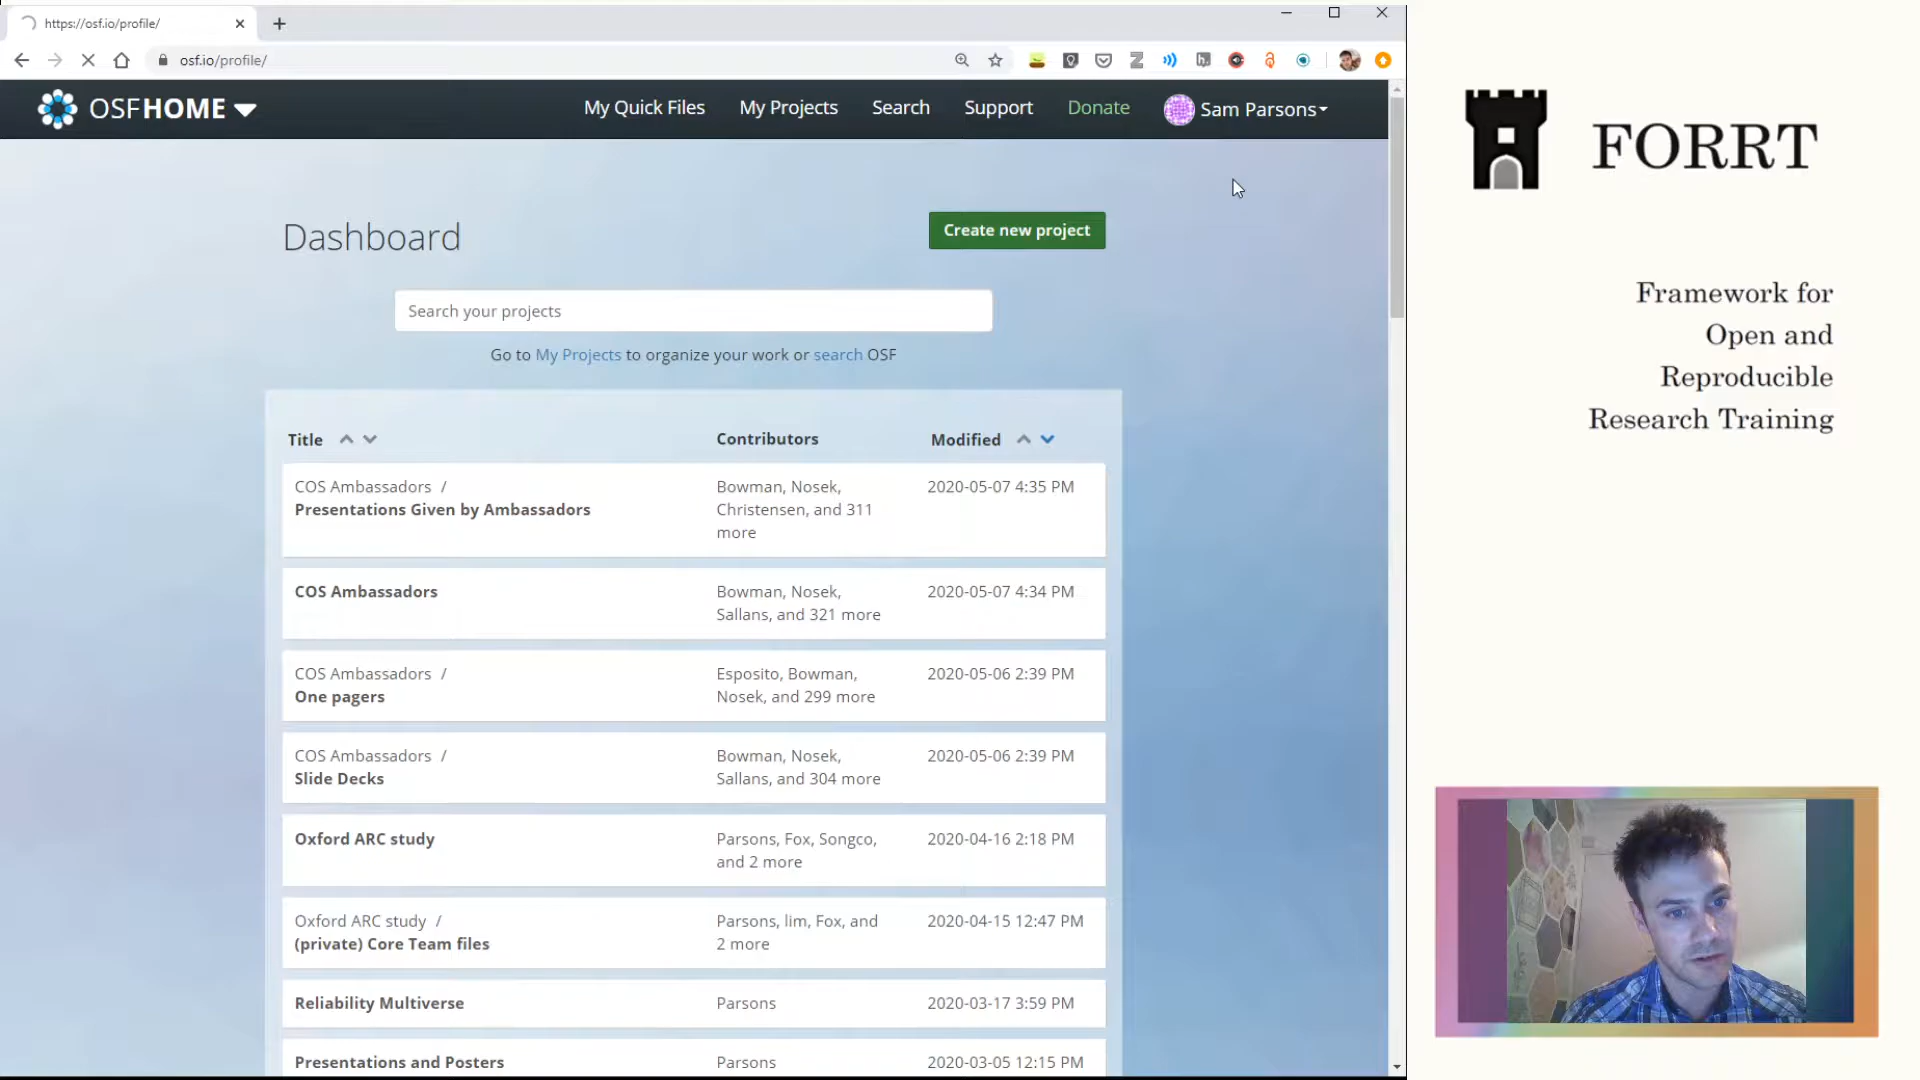 https://osf.io/profile/
osf.io/profile/
OSFHOME
My Quick Files
My Projects
Search
Support
Donate
Sam Parsons
Dashboard
Create new project
Search your projects
Go to My Projects to organize your work or search OSF
Title
Contributors
Modified
COS Ambassadors /
Presentations Given by Ambassadors
Bowman, Nosek,
Christensen, and 311
more
2020-05-07 4:35 PM
COS Ambassadors
Bowman, Nosek,
Sallans, and 321 more
2020-05-07 4:34 PM
COS Ambassadors /
One pagers
Esposito, Bowman,
Nosek, and 299 more
2020-05-06 2:39 PM
COS Ambassadors /
Slide Decks
Bowman, Nosek,
Sallans, and 304 more
2020-05-06 2:39 PM
Oxford ARC study
Parsons, Fox, Songco,
and 2 more
2020-04-16 2:18 PM
Oxford ARC study /
(private) Core Team files
Parsons, lim, Fox, and
2 more
2020-04-15 12:47 PM
Reliability Multiverse
Parsons
2020-03-17 3:59 PM
Presentations and Posters
Parsons
2020-03-05 12:15 PM
FORRT
Framework for
Open and
Reproducible
Research Training